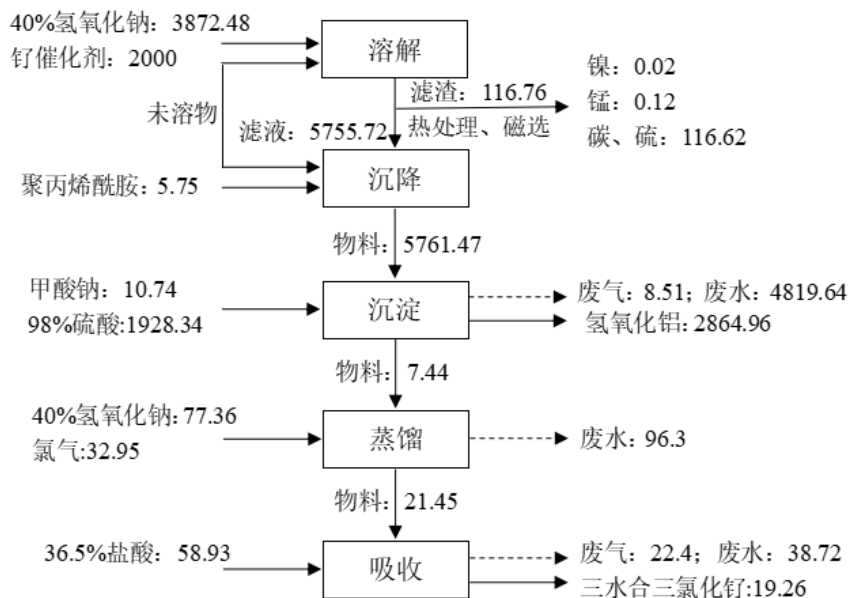 40%氢氧化钠：3872.48
钌催化剂：2000
溶解
滤渣：116.76
热处理、磁选
镍：0.02
锰：0.12
碳、硫：116.62
未溶物
滤液：5755.72
聚丙烯酰胺：5.75
沉降
物料：5761.47
甲酸钠：10.74
98%硫酸:1928.34
沉淀
废气：8.51；废水：4819.64
氢氧化铝:2864.96
物料：7.44
40%氢氧化钠:77.36
氯气:32.95
蒸馏
废水：96.3
物料：21.45
36.5%盐酸：58.93
吸收
废气：22.4；废水：38.72
三水合三氯化钌:19.26